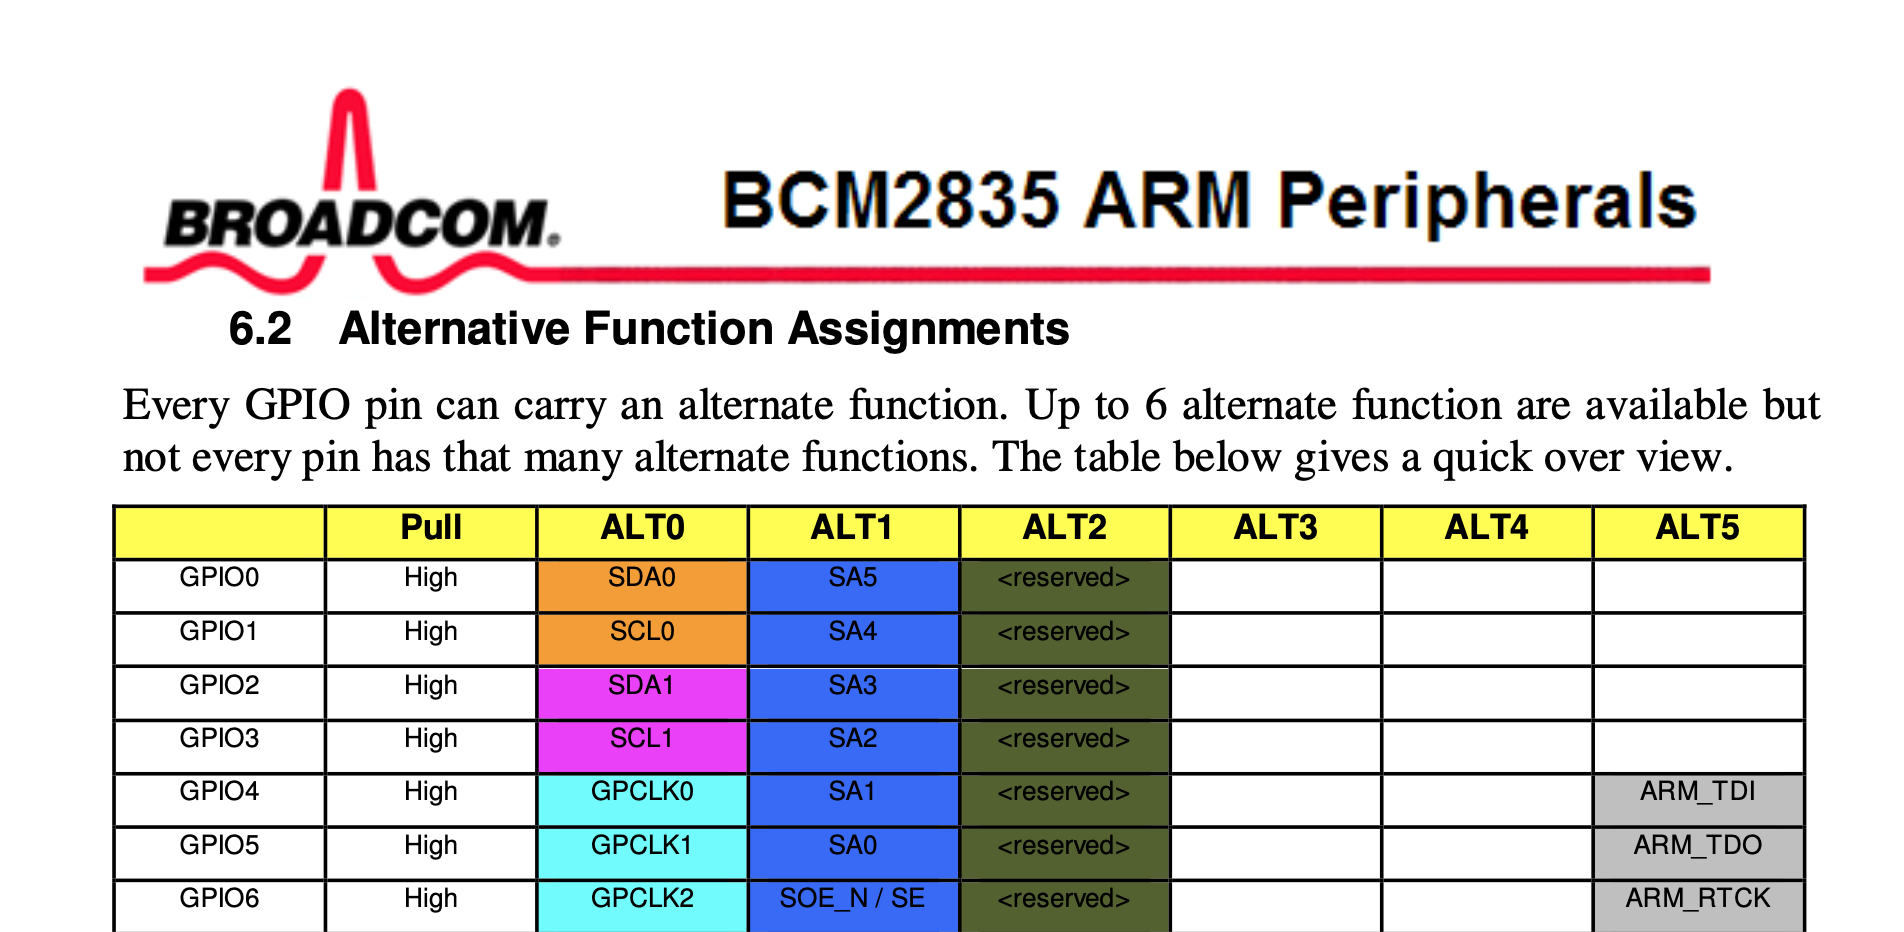 BROADCOM®
BCM2835 ARM Peripherals
6.2 Alternative Function Assignments
Every GPIO pin can carry an alternate function. Up to 6 alternate function are available but
not every pin has that many alternate functions. The table below gives a quick over view.
Pull ALT0 ALT1 ALT2 ALT3 ALT4 ALT5
GPIO0 High SDA0 SA5 <reserved>
GPIO1 High SCL0 SA4 <reserved>
GPIO2 High SDA1 SA3 <reserved>
GPIO3 High SCL1 SA2 <reserved>
GPIO4 High GPCLK0 SA1 <reserved> ARM_TDI
GPIO5 High GPCLK1 SA0 <reserved> ARM_TDO
GPIO6 High GPCLK2 SOE_N / SE <reserved> ARM_RTCK